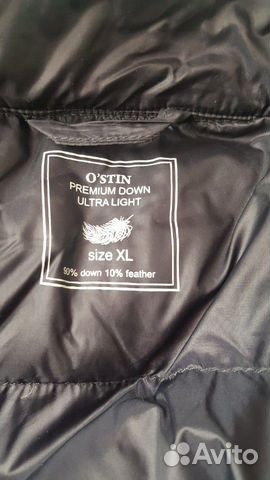 O'STIN
PREMIUM DOWN
ULTRA LIGHT
size XL
90% down 10% feather
Avito